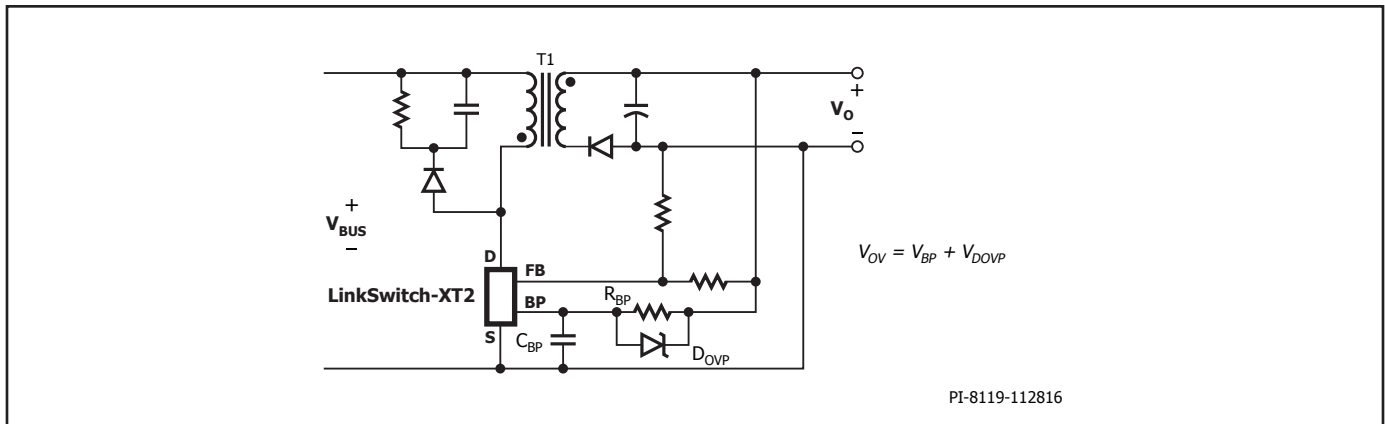 T1
+
V_O
–
+
V_BUS
–
V_OV = V_BP + V_DOVP
D
FB
LinkSwitch-XT2
BP
R_BP
S
C_BP
D_OVP
PI-8119-112816